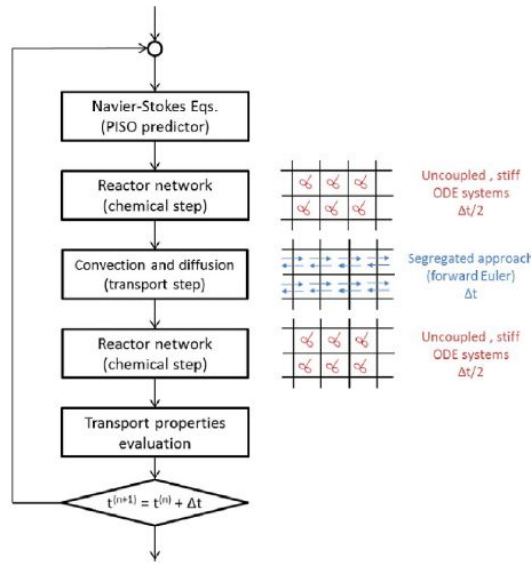 Navier-Stokes Eqs.
(PISO predictor)
Reactor network
(chemical step)
Uncoupled , stiff
ODE systems
Δt/2
Convection and diffusion
(transport step)
Segregated approach
(forward Euler)
Δt
Reactor network
(chemical step)
Uncoupled , stiff
ODE systems
Δt/2
Transport properties
evaluation
t(n+1) = t(n) + Δt